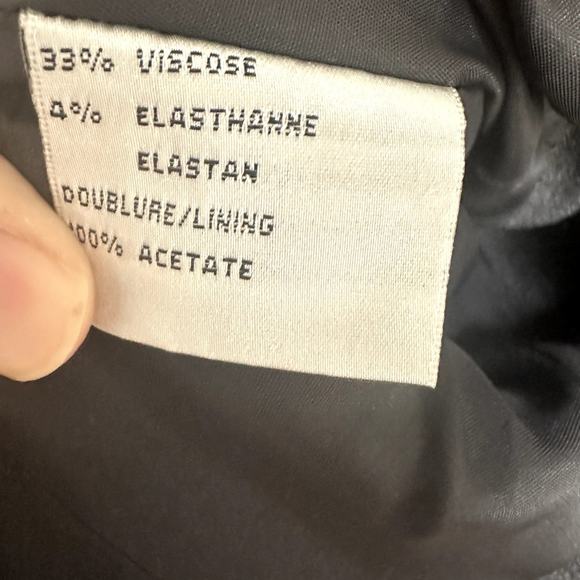 33% VISCOSE
4% ELASTHANNE
ELASTAN
DOUBLURE/LINING
100% ACETATE